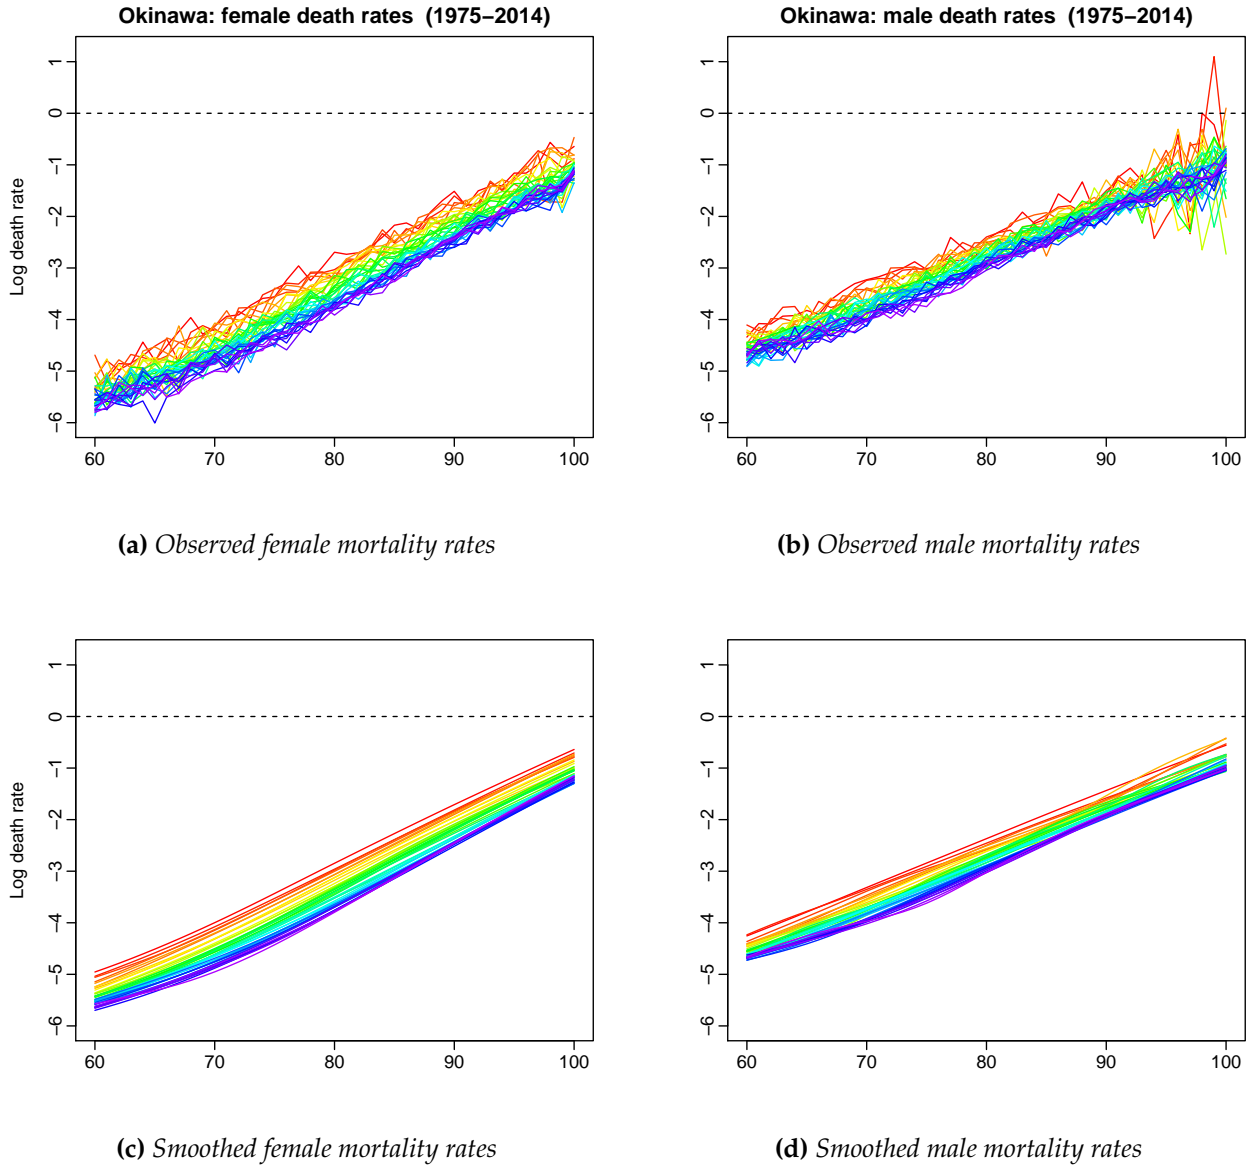 Okinawa: female death rates (1975−2014)
Okinawa: male death rates (1975−2014)
Log death rate
1
0
−1
−2
−3
−4
−5
−6
60 70 80 90 100
1
0
−1
−2
−3
−4
−5
−6
60 70 80 90 100
(a) Observed female mortality rates
(b) Observed male mortality rates
Log death rate
1
0
−1
−2
−3
−4
−5
−6
60 70 80 90 100
1
0
−1
−2
−3
−4
−5
−6
60 70 80 90 100
(c) Smoothed female mortality rates
(d) Smoothed male mortality rates